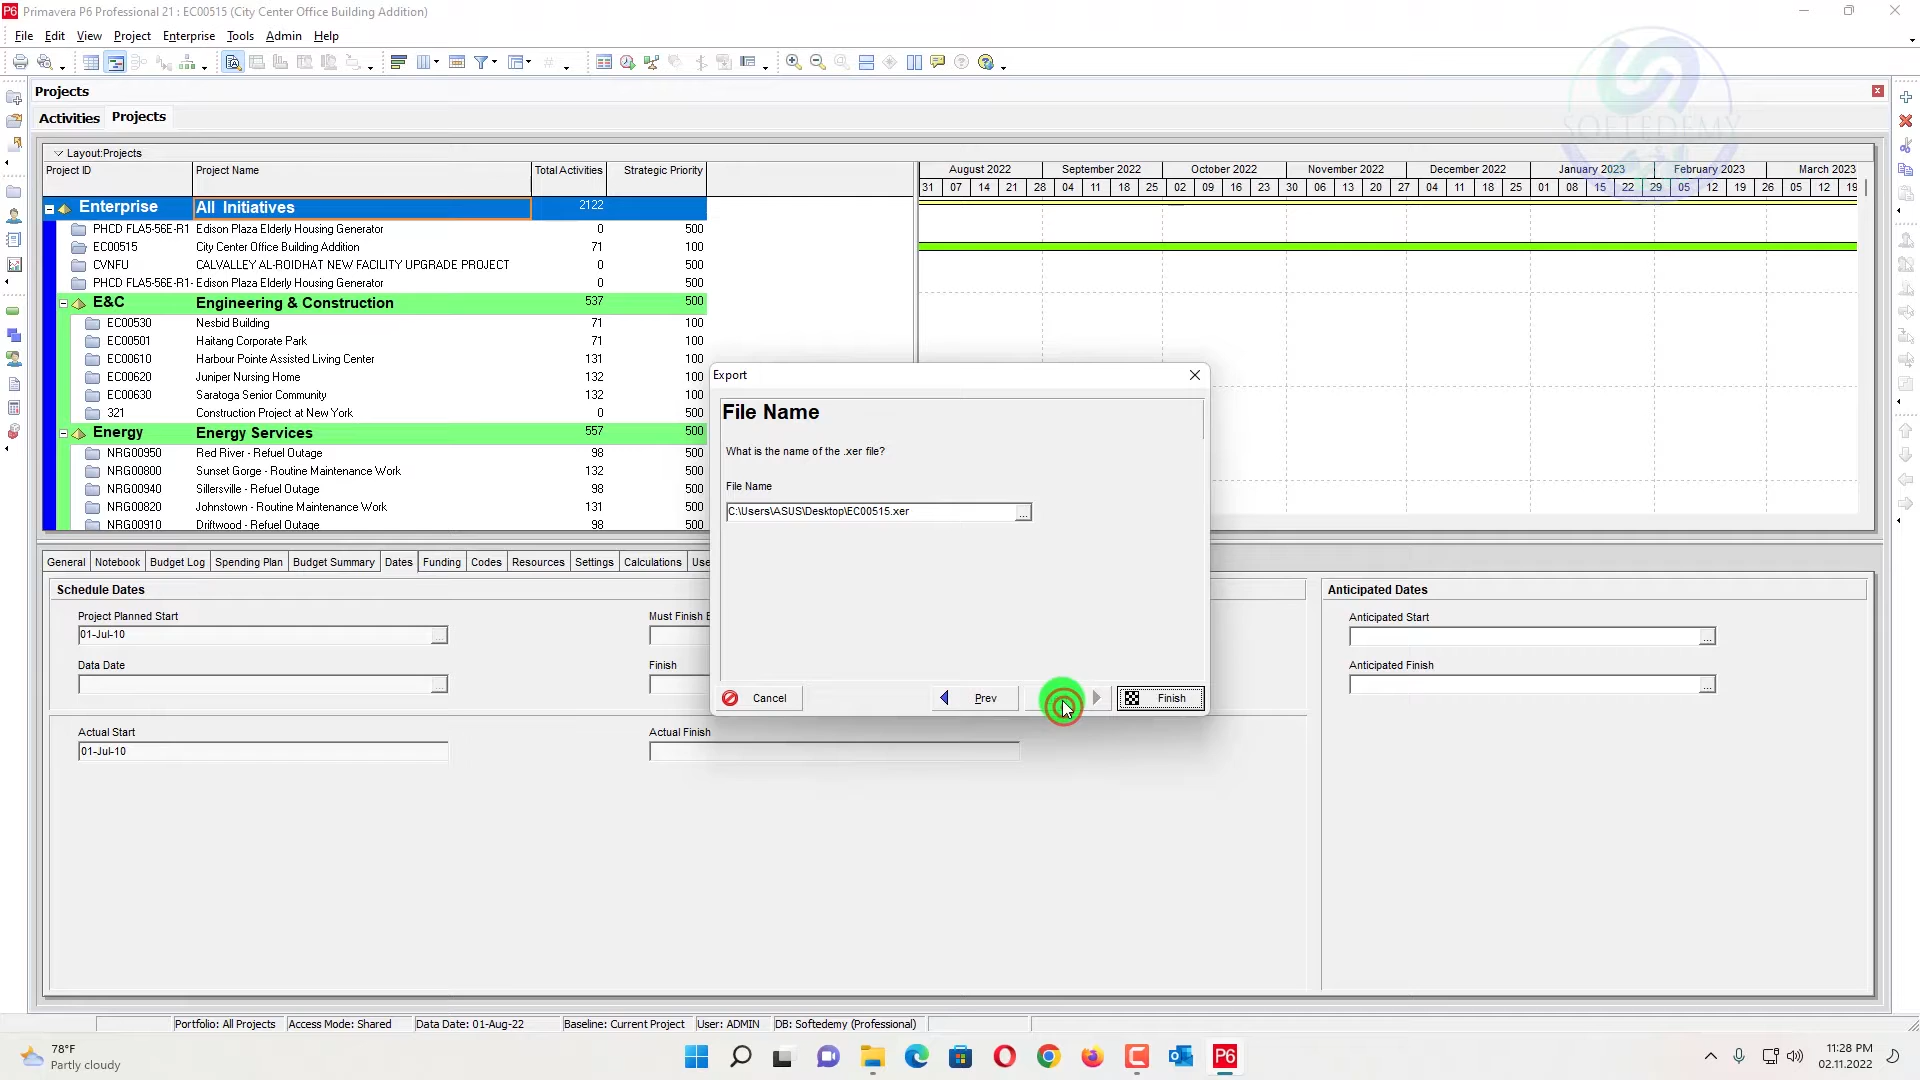 Primavera P6 Professional 21 : EC00515 (City Center Office Building Addition)
File Edit View Project Enterprise Tools Admin Help
Projects
Activities Projects
Layout:Projects
Project ID Project Name Total Activities Strategic Priority
August 2022 September 2022 October 2022 November 2022 December 2022 January 2023 February 2023 March 2023
31 07 14 21 28 04 11 18 25 02 09 16 23 30 06 13 20 27 04 11 18 25 01 08 15 22 29 05 12 19 26 05 12 19
SOFTEDEMY
Enterprise All Initiatives 2122
PHCD FLA5-56E-R1 Edison Plaza Elderly Housing Generator 0 500
EC00515 City Center Office Building Addition 71 100
CVNFU CALVALLEY AL-ROIDHAT NEW FACILITY UPGRADE PROJECT 0 500
PHCD FLA5-56E-R1- Edison Plaza Elderly Housing Generator 0 500
E&C Engineering & Construction 537 500
EC00530 Nesbid Building 71 100
EC00501 Haitang Corporate Park 71 100
EC00610 Harbour Pointe Assisted Living Center 131 100
EC00620 Juniper Nursing Home 132 100
EC00630 Saratoga Senior Community 132 100
321 Construction Project at New York 0 500
Energy Energy Services 557 500
NRG00950 Red River - Refuel Outage 98 500
NRG00800 Sunset Gorge - Routine Maintenance Work 132 500
NRG00940 Sillersville - Refuel Outage 98 500
NRG00820 Johnstown - Routine Maintenance Work 131 500
NRG00910 Driftwood - Refuel Outage 98 500
Export
File Name
What is the name of the .xer file?
File Name
C:\Users\ASUS\Desktop\EC00515.xer ...
Cancel Prev Finish
General Notebook Budget Log Spending Plan Budget Summary Dates Funding Codes Resources Settings Calculations Use
Schedule Dates
Project Planned Start
01-Jul-10
Must Finish B
Data Date
Finish
Actual Start
01-Jul-10
Actual Finish
Anticipated Dates
Anticipated Start
Anticipated Finish
Portfolio: All Projects Access Mode: Shared Data Date: 01-Aug-22 Baseline: Current Project User: ADMIN DB: Softedemy (Professional)
78°F
Partly cloudy
P6
11:28 PM
02.11.2022